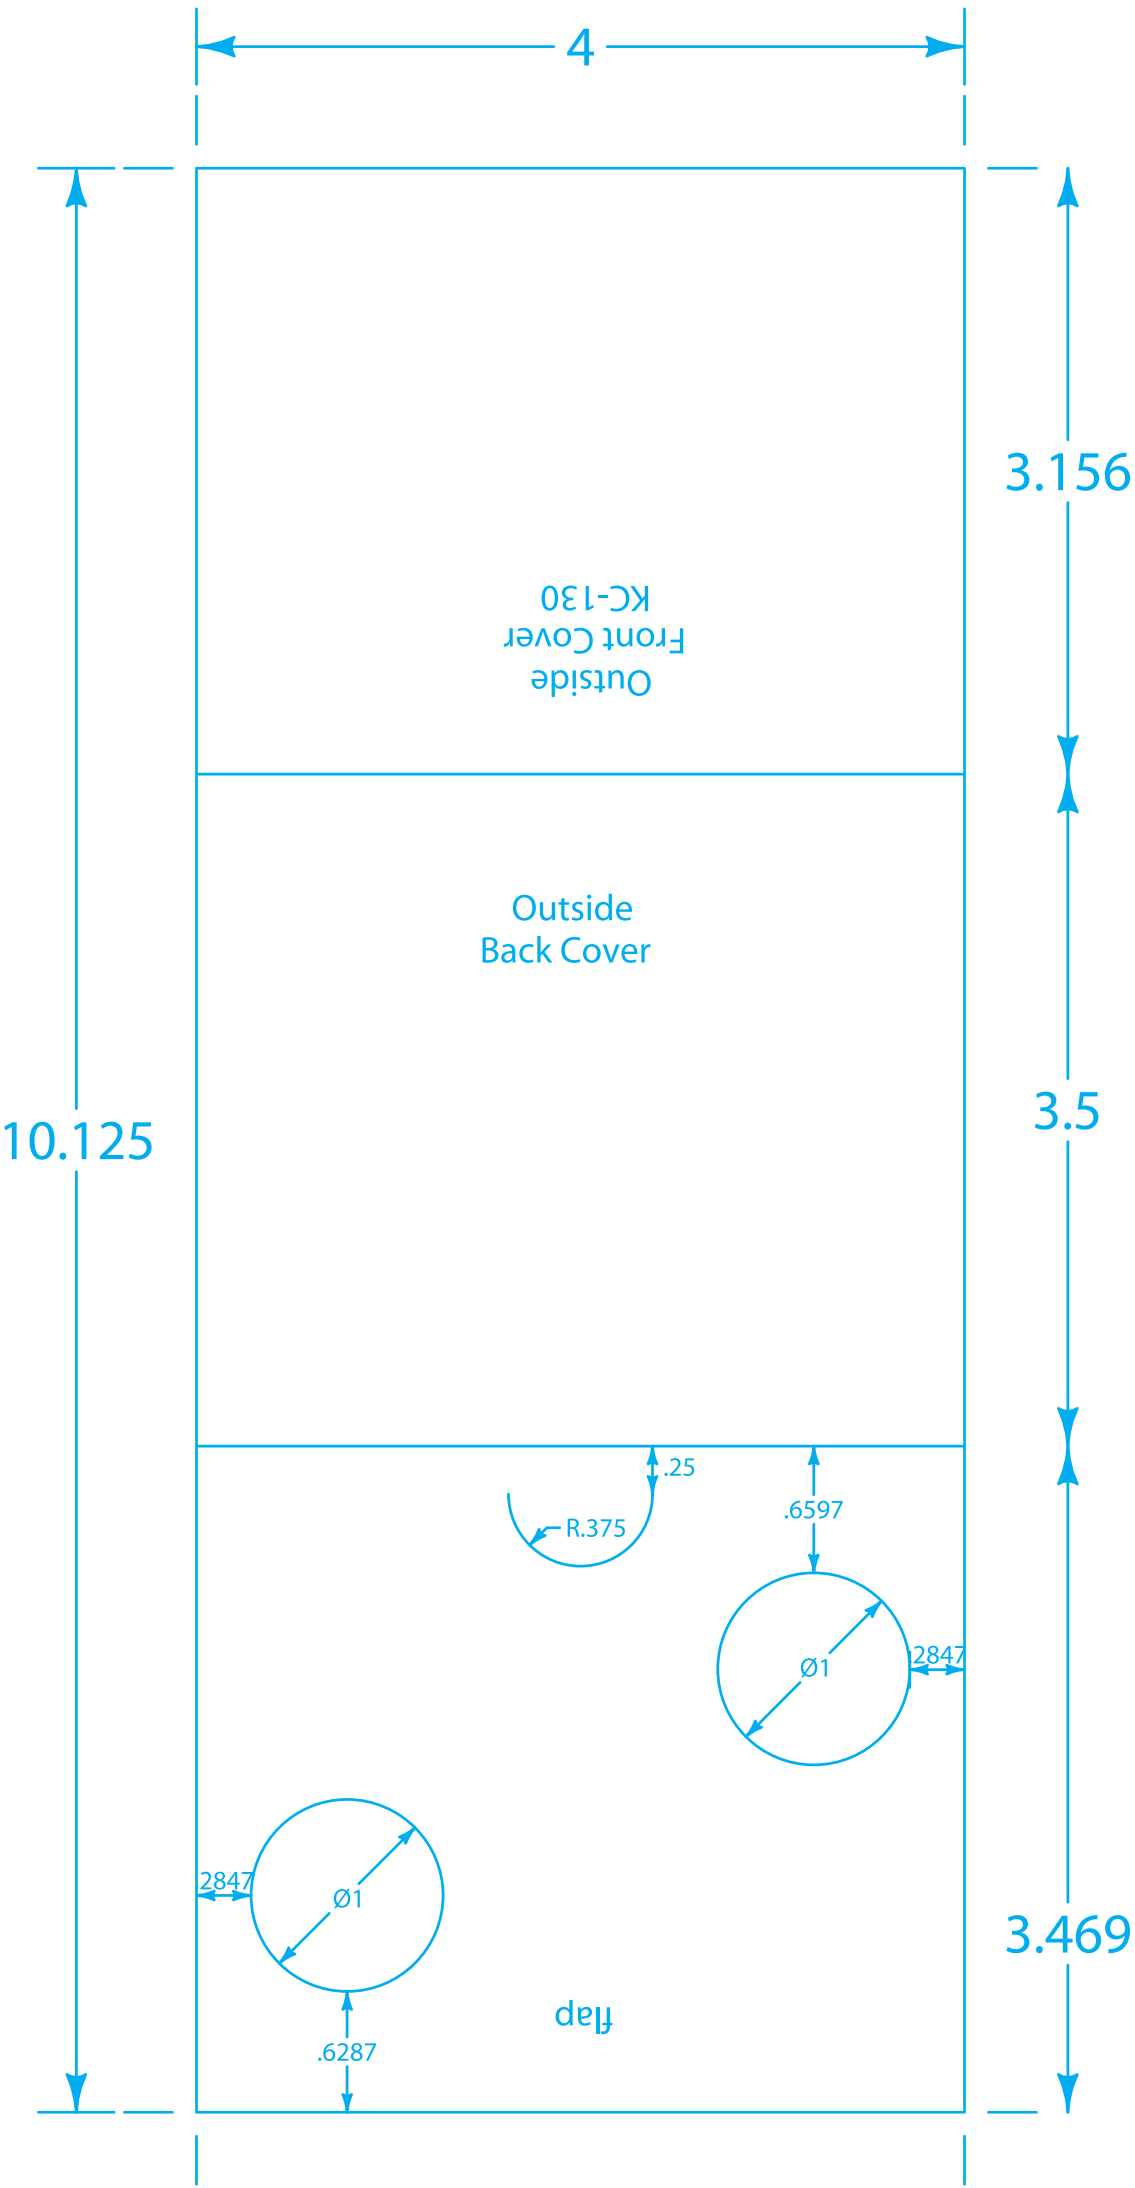 4
3.156
KC-130
Front Cover
Outside
Outside
Back Cover
3.5
10.125
.25
.6597
R.375
2847
Ø1
2847
Ø1
3.469
flap
.6287